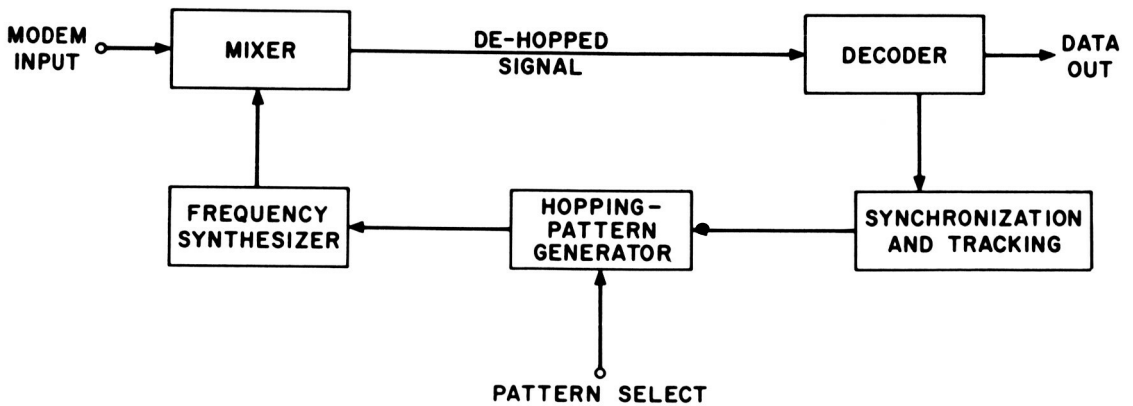 MODEM
INPUT
MIXER
DE-HOPPED
SIGNAL
DECODER
DATA
OUT
FREQUENCY
SYNTHESIZER
HOPPING-
PATTERN
GENERATOR
SYNCHRONIZATION
AND TRACKING
PATTERN SELECT